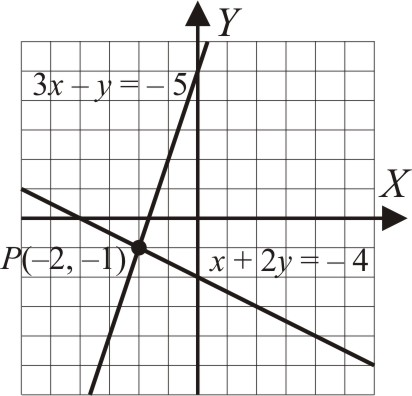 Y
3x – y = – 5
X
P(–2, –1)
x + 2y = – 4